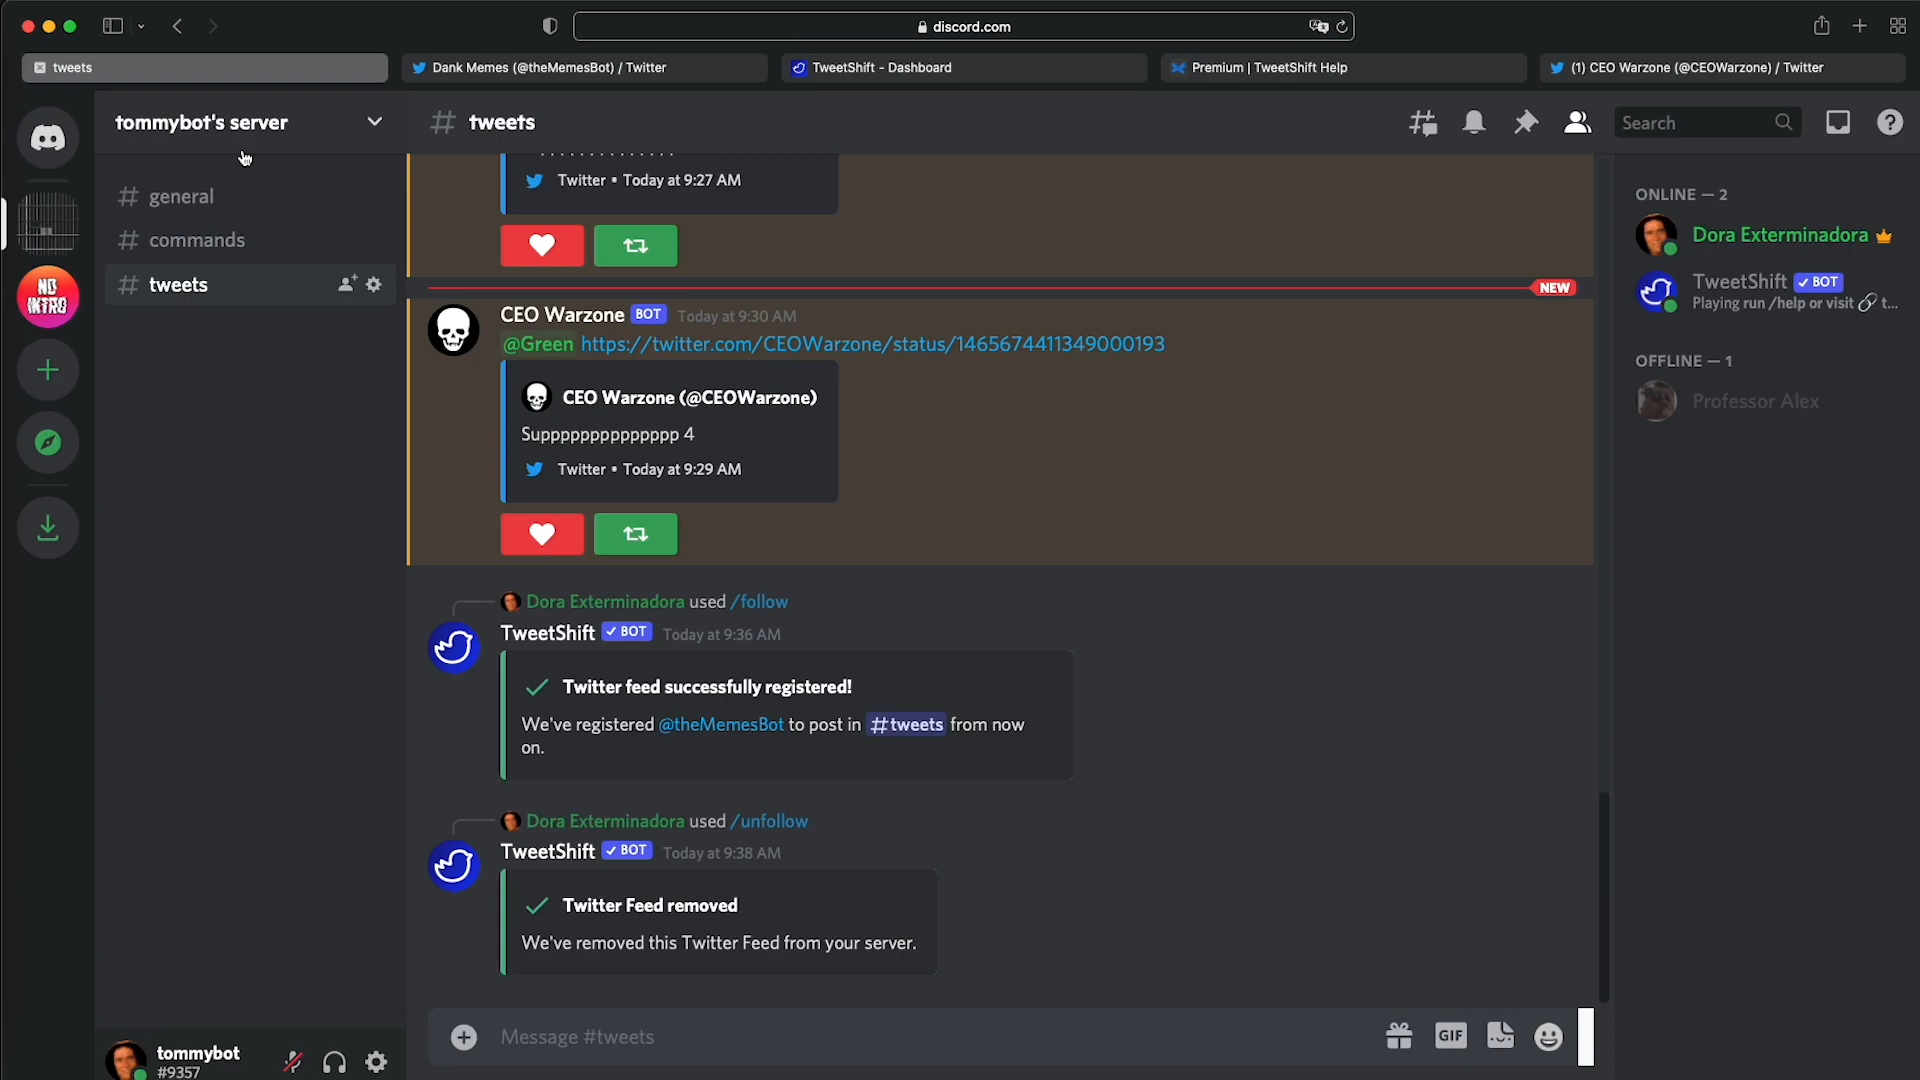 discord.com
tweets
Dank Memes (@theMemesBot) / Twitter
TweetShift - Dashboard
Premium | TweetShift Help
(1) CEO Warzone (@CEOWarzone) / Twitter
tommybot's server
# tweets
Search
# general
# commands
# tweets
NO
INTRO
Twitter • Today at 9:27 AM
NEW
CEO Warzone BOT Today at 9:30 AM
@Green https://twitter.com/CEOWarzone/status/1465674411349000193
CEO Warzone (@CEOWarzone)
Supppppppppppppp 4
Twitter • Today at 9:29 AM
Dora Exterminadora used /follow
TweetShift ✓ BOT Today at 9:36 AM
Twitter feed successfully registered!
We've registered @theMemesBot to post in #tweets from now
on.
Dora Exterminadora used /unfollow
TweetShift ✓ BOT Today at 9:38 AM
Twitter Feed removed
We've removed this Twitter Feed from your server.
Message #tweets
GIF
ONLINE — 2
Dora Exterminadora
TweetShift ✓ BOT
Playing run /help or visit 🔗 t...
OFFLINE — 1
Professor Alex
tommybot
#9357